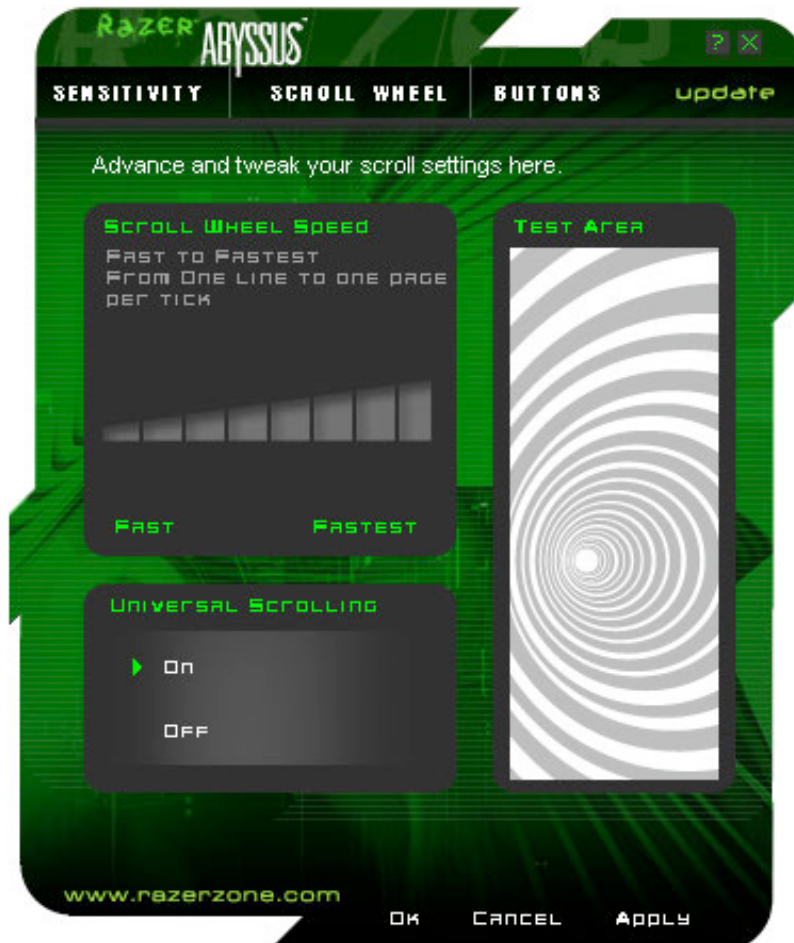 RAZER™ ABYSSUS™
? X
SENSITIVITY SCROLL WHEEL BUTTONS update
Advance and tweak your scroll settings here.
Scroll Wheel Speed
Fast to Fastest
From One line to one page
per tick
Fast Fastest
Test Area
Universal Scrolling
On
Off
www.razerzone.com
Ok Cancel Apply